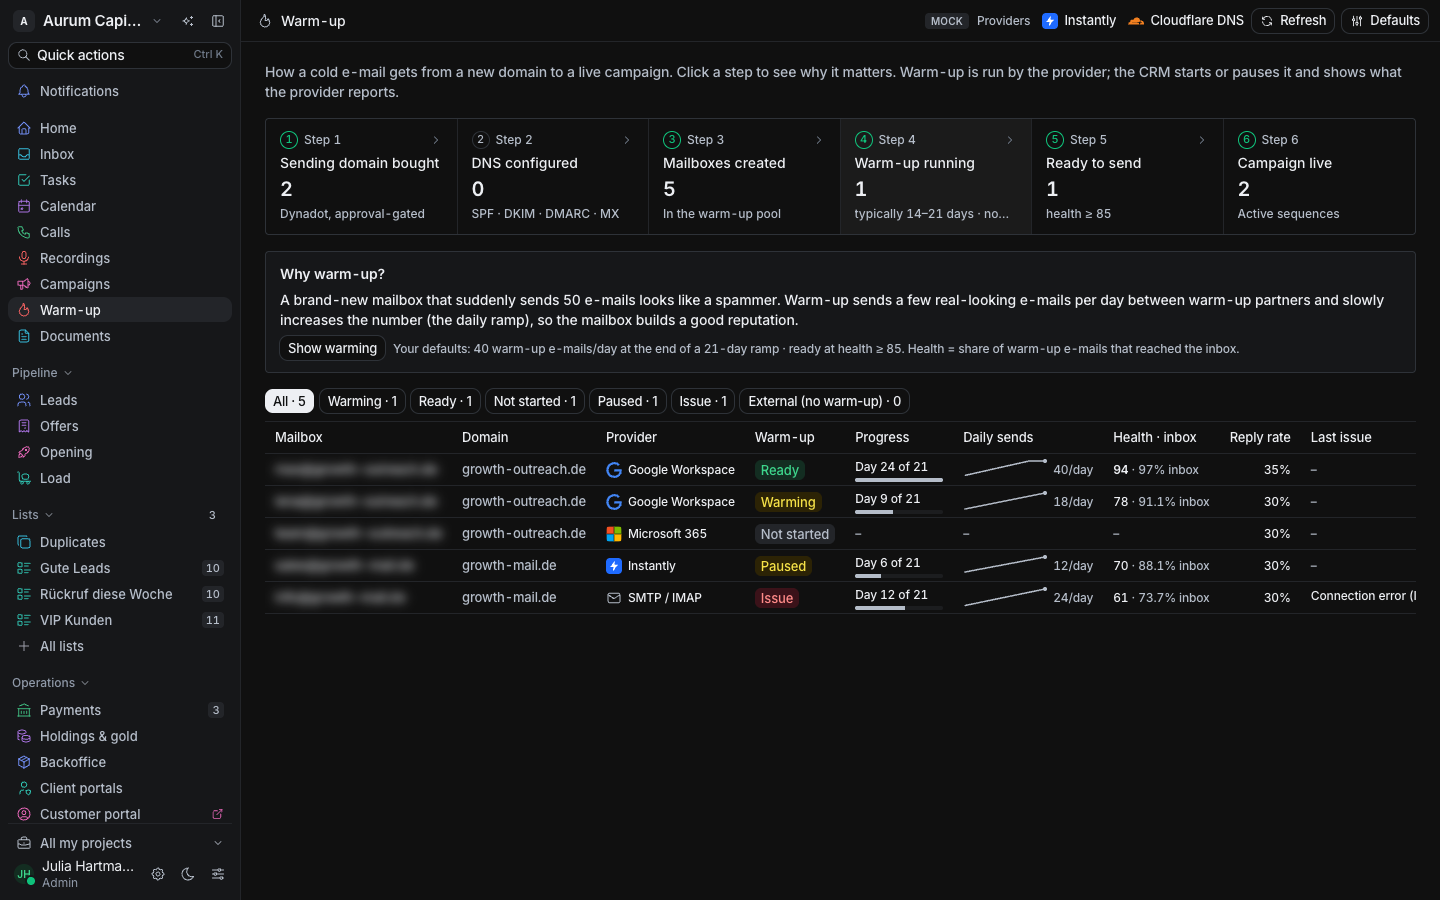 A Aurum Capi...
Quick actions Ctrl K
Notifications
Home
Inbox
Tasks
Calendar
Calls
Recordings
Campaigns
Warm-up
Documents
Pipeline
Leads
Offers
Opening
Load
Lists 3
Duplicates
Gute Leads 10
Rückruf diese Woche 10
VIP Kunden 11
All lists
Operations
Payments 3
Holdings & gold
Backoffice
Client portals
Customer portal
All my projects
JH Julia Hartma...
Admin
Warm-up
MOCK Providers Instantly Cloudflare DNS Refresh Defaults
How a cold e-mail gets from a new domain to a live campaign. Click a step to see why it matters. Warm-up is run by the provider; the CRM starts or pauses it and shows what
the provider reports.
1 Step 1
Sending domain bought
2
Dynadot, approval-gated
2 Step 2
DNS configured
0
SPF · DKIM · DMARC · MX
3 Step 3
Mailboxes created
5
In the warm-up pool
4 Step 4
Warm-up running
1
typically 14–21 days · no...
5 Step 5
Ready to send
1
health ≥ 85
6 Step 6
Campaign live
2
Active sequences
Why warm-up?
A brand-new mailbox that suddenly sends 50 e-mails looks like a spammer. Warm-up sends a few real-looking e-mails per day between warm-up partners and slowly
increases the number (the daily ramp), so the mailbox builds a good reputation.
Show warming Your defaults: 40 warm-up e-mails/day at the end of a 21-day ramp · ready at health ≥ 85. Health = share of warm-up e-mails that reached the inbox.
All · 5 Warming · 1 Ready · 1 Not started · 1 Paused · 1 Issue · 1 External (no warm-up) · 0
Mailbox Domain Provider Warm-up Progress Daily sends Health · inbox Reply rate Last issue
growth-outreach.de Google Workspace Ready Day 24 of 21 40/day 94 · 97% inbox 35% –
growth-outreach.de Google Workspace Warming Day 9 of 21 18/day 78 · 91.1% inbox 30% –
growth-outreach.de Microsoft 365 Not started – – – 30% –
growth-mail.de Instantly Paused Day 6 of 21 12/day 70 · 88.1% inbox 30% –
growth-mail.de SMTP / IMAP Issue Day 12 of 21 24/day 61 · 73.7% inbox 30% Connection error (I